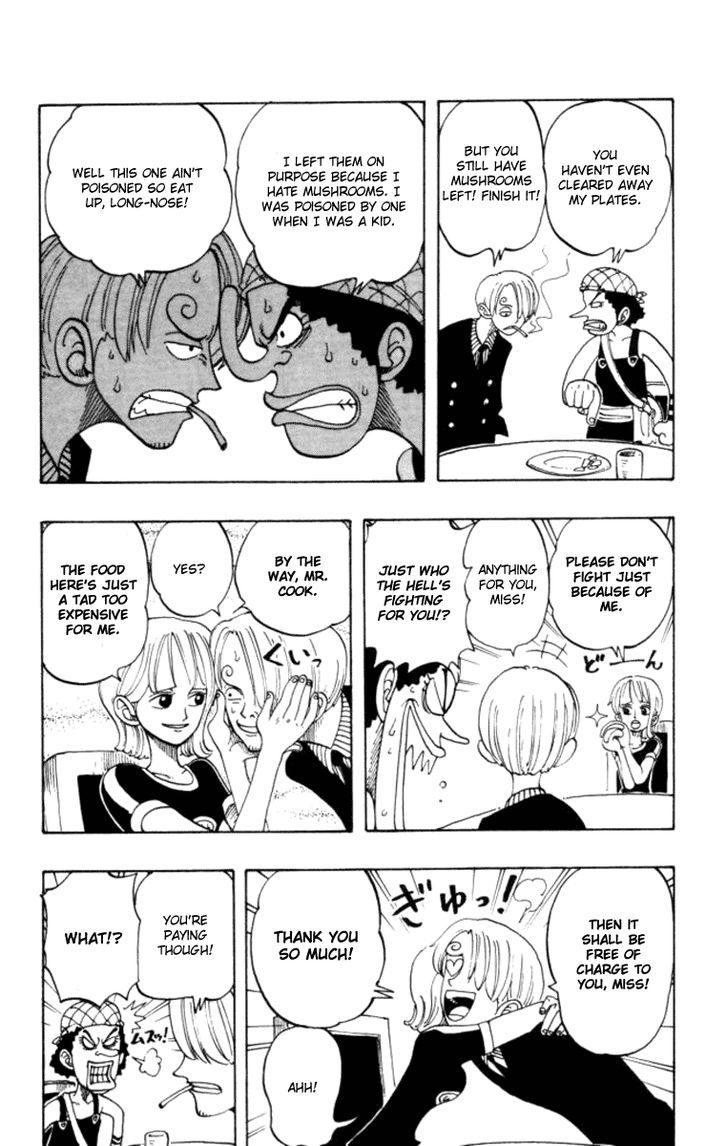 YOU
HAVEN'T EVEN
CLEARED AWAY
MY PLATES.
BUT YOU
STILL HAVE
MUSHROOMS
LEFT! FINISH IT!
I LEFT THEM ON
PURPOSE BECAUSE I
HATE MUSHROOMS. I
WAS POISONED BY ONE
WHEN I WAS A KID.
WELL THIS ONE AIN'T
POISONED SO EAT
UP, LONG-NOSE!
PLEASE DON'T
FIGHT JUST
BECAUSE OF
ME.
どーん
ANYTHING
FOR YOU,
MISS!
JUST WHO
THE HELL'S
FIGHTING
FOR YOU!?
BY THE
WAY, MR.
COOK.
YES?
くいっ
THE FOOD
HERE'S JUST
A TAD TOO
EXPENSIVE
FOR ME.
THEN IT
SHALL BE
FREE OF
CHARGE TO
YOU, MISS!
ぎゅっ!
THANK YOU
SO MUCH!
AHH!
YOU'RE
PAYING
THOUGH!
WHAT!?
ムスッ!